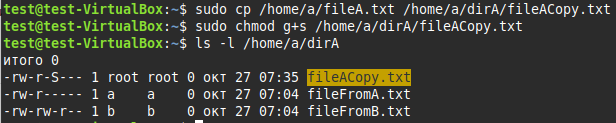 test@test-VirtualBox:~$ sudo cp /home/a/fileA.txt /home/a/dirA/fileACopy.txt
test@test-VirtualBox:~$ sudo chmod g+s /home/a/dirA/fileACopy.txt
test@test-VirtualBox:~$ ls -l /home/a/dirA
итого 0
-rw-r-S--- 1 root root 0 окт 27 07:35 fileACopy.txt
-rw-r----- 1 a    a    0 окт 27 07:04 fileFromA.txt
-rw-rw-r-- 1 b    b    0 окт 27 07:04 fileFromB.txt